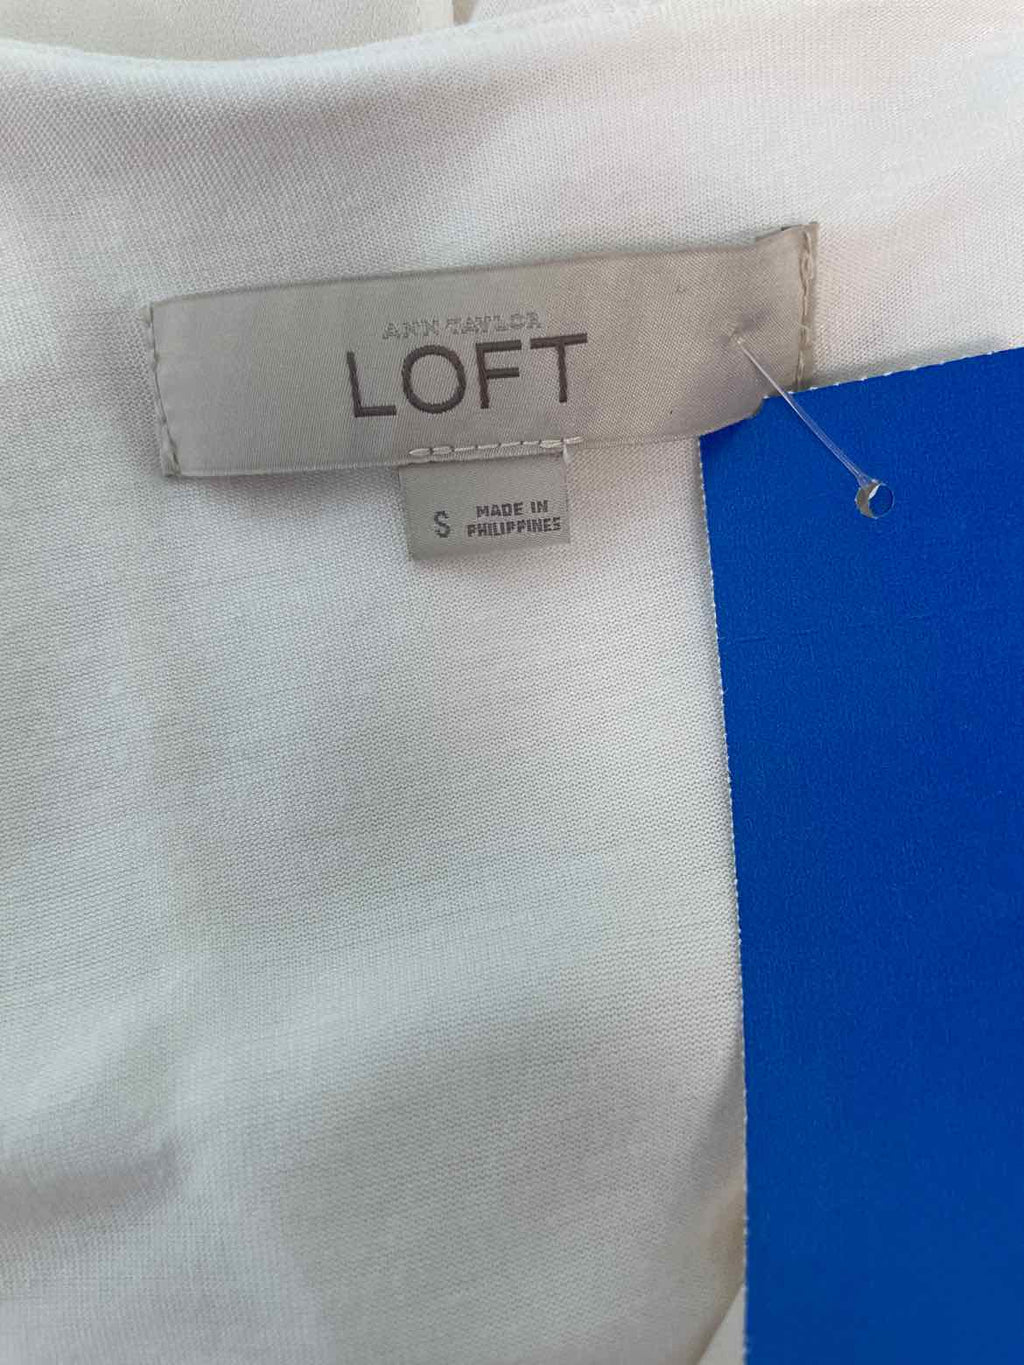 ANN TAYLOR
LOFT
S
MADE IN
PHILIPPINES